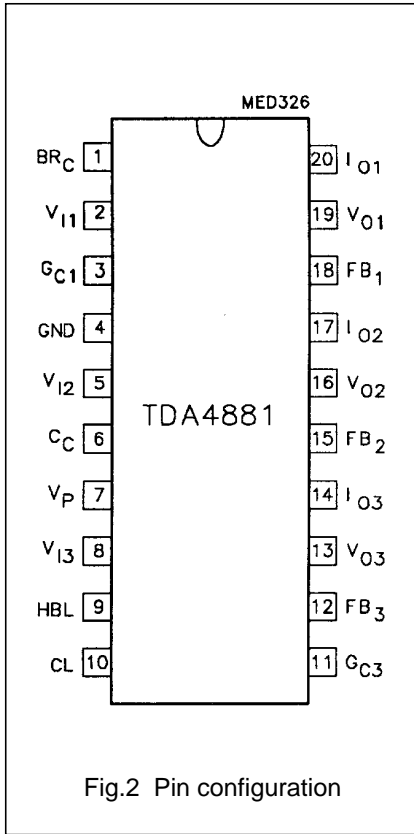 MED326
BRC 1 20 IO1
VI1 2 19 VO1
GC1 3 18 FB1
GND 4 17 IO2
VI2 5 16 VO2
CC 6 15 FB2
TDA4881
VP 7 14 IO3
VI3 8 13 VO3
HBL 9 12 FB3
CL 10 11 GC3
Fig.2 Pin configuration